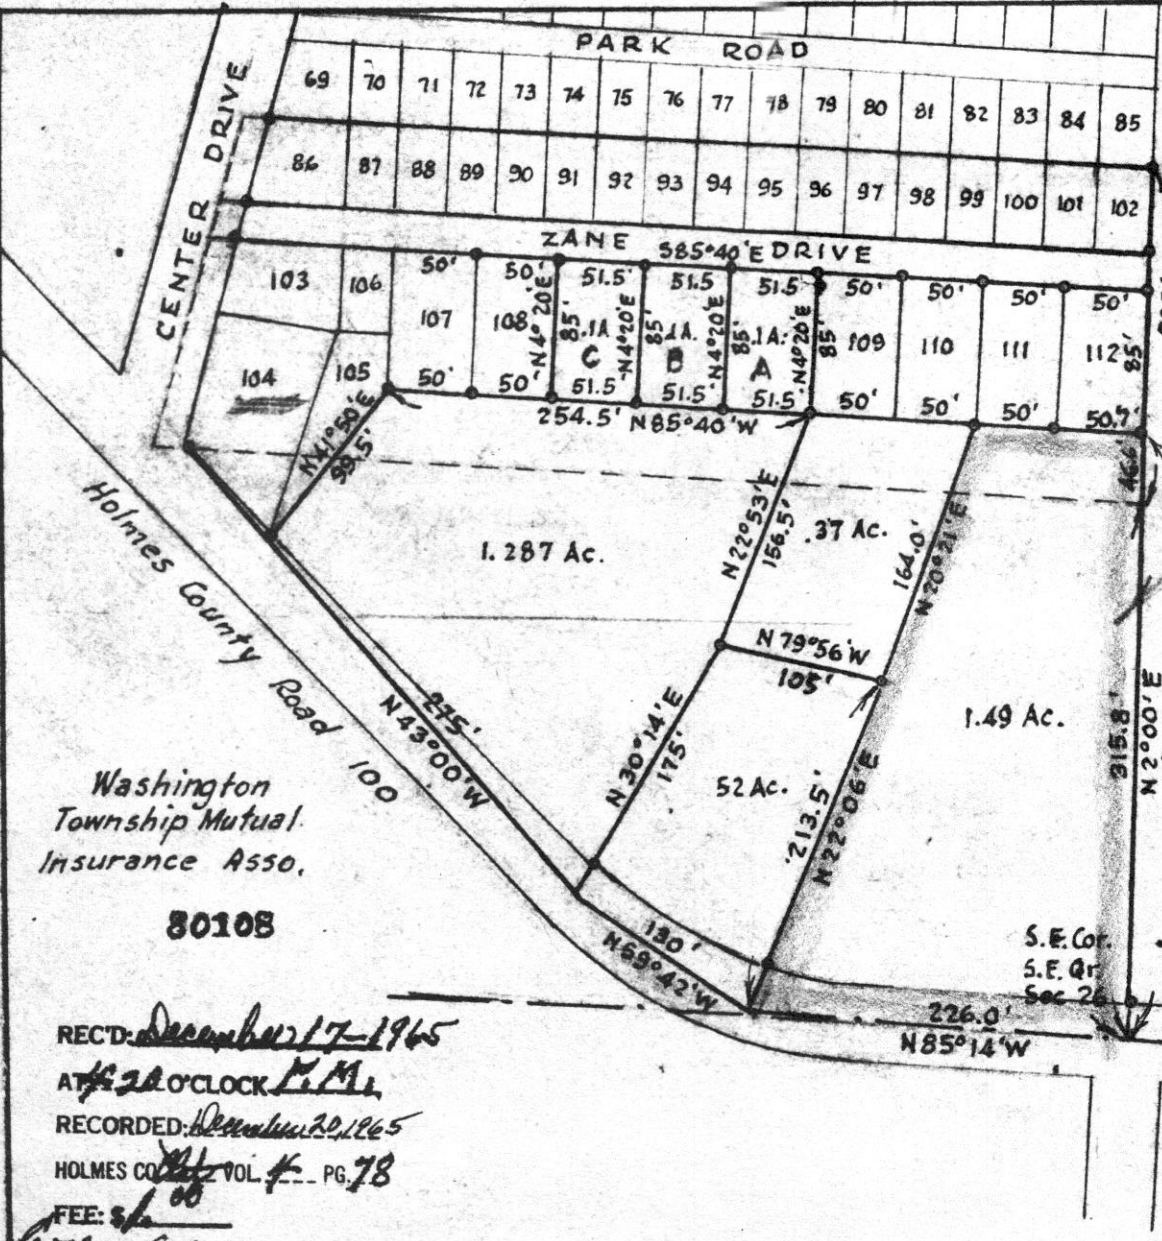 PARK ROAD
69 70 71 72 73 74 75 76 77 78 79 80 81 82 83 84 85
86 87 88 89 90 91 92 93 94 95 96 97 98 99 100 101 102
CENTER DRIVE
ZANE S85°40'E DRIVE
103 106
50' 50' 51.5' 51.5 51.5' 50' 50' 50' 50'
107 108 .1A .1A. .1A. 109 110 111 112
C B A
N4°20'E 85' N4°20'E 85' N4°20'E 85' N4°20'E 85' 85'
104 105
50' 50' 51.5 51.5 51.5 50' 50' 50' 50.7'
254.5' N85°40'W
N41°50'E
99.5'
46.6'
N22°53'E
156.5'
.37 Ac.
164.0'
N20°21'E
1.287 Ac.
Holmes County Road 100
N79°56'W
105'
275'
N43°00'W
N30°14'E
175'
1.49 Ac.
315.8'
N2°00'E
52 Ac.
213.5'
N22°06'E
Washington
Township Mutual
Insurance Asso.
80108
130'
N69°42'W
S.E. Cor.
S.E. Qr
Sec 26
226.0'
N85°14'W
REC'D: December 17-1965
AT 4:20 O'CLOCK P.M.
RECORDED: December 20, 1965
HOLMES CO. VOL. 4 PG. 78
FEE: $1.00